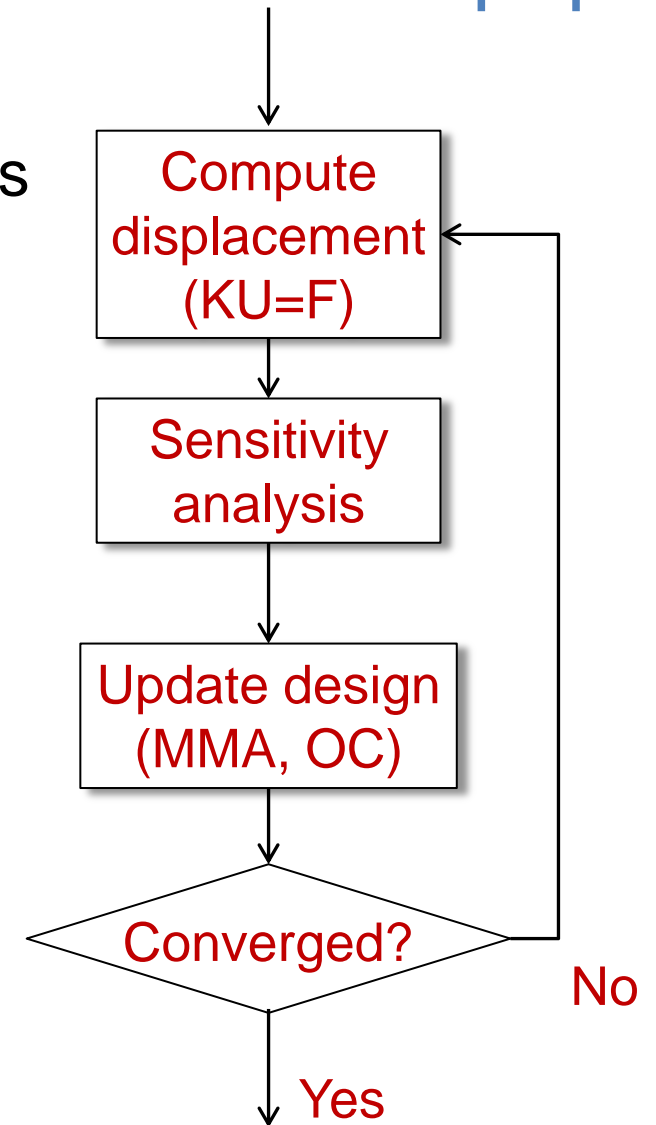 s
Compute
displacement
(KU=F)
Sensitivity
analysis
Update design
(MMA, OC)
Converged?
No
Yes